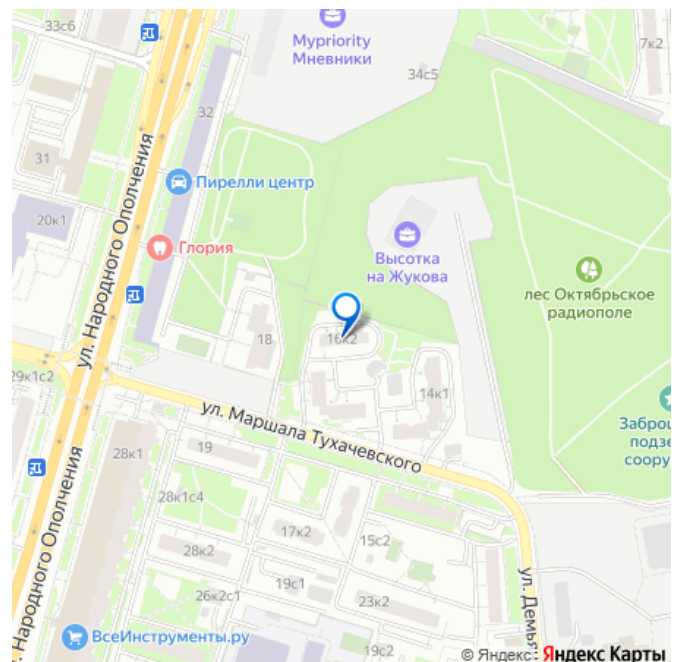 33с6
7к2
Mypriority
Мневники
34с5
32
31
Пирелли центр
20к1
Глория
Высотка
на Жукова
лес Октябрьское
радиополе
ул. Народного Ополчения
18
16к2
29к1с2
14к1
ул. Маршала Тухачевского
28к1
19
28к1с4
17к2
15с2
28к2
19с1
26к2с1
23к2
Народного Ополчения
ВсеИнструменты.ру
© Яндекс
Яндекс Карты